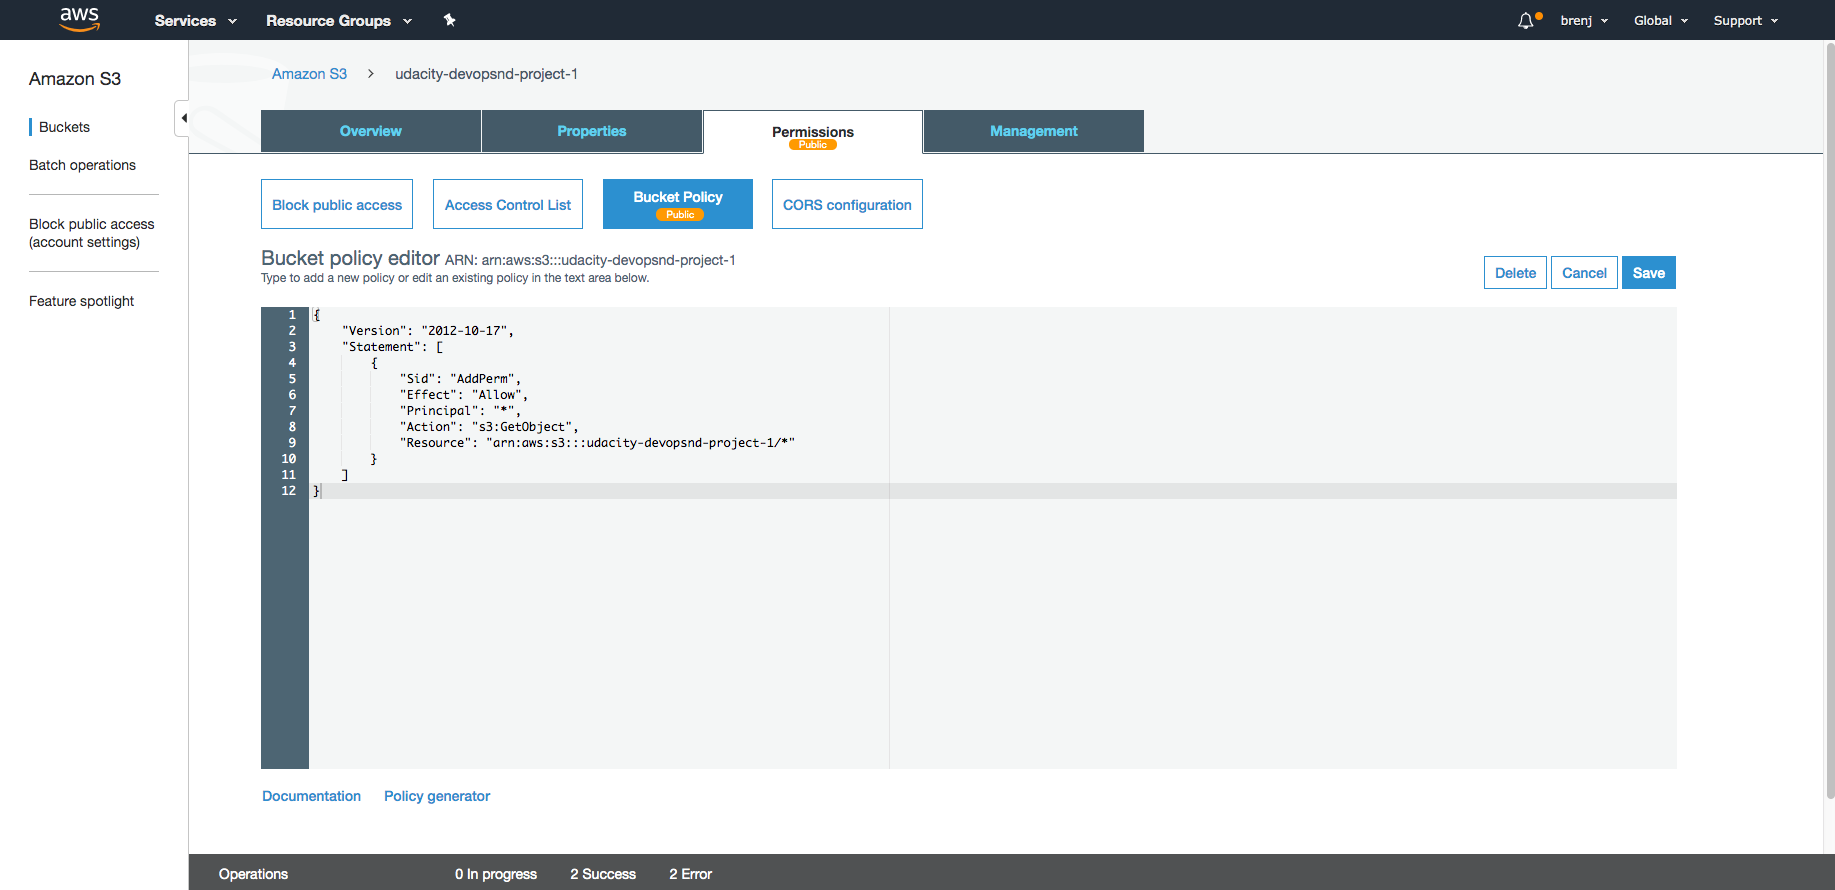 aws Services Resource Groups brenj Global Support
Amazon S3
Buckets
Batch operations
Block public access
(account settings)
Feature spotlight
Amazon S3 > udacity-devopsnd-project-1
Overview Properties Permissions Management
Public
Block public access Access Control List Bucket Policy CORS configuration
Public
Bucket policy editor ARN: arn:aws:s3:::udacity-devopsnd-project-1
Type to add a new policy or edit an existing policy in the text area below.
Delete Cancel Save
1 {
2 "Version": "2012-10-17",
3 "Statement": [
4 {
5 "Sid": "AddPerm",
6 "Effect": "Allow",
7 "Principal": "*",
8 "Action": "s3:GetObject",
9 "Resource": "arn:aws:s3:::udacity-devopsnd-project-1/*"
10 }
11 ]
12 }
Documentation Policy generator
Operations 0 In progress 2 Success 2 Error